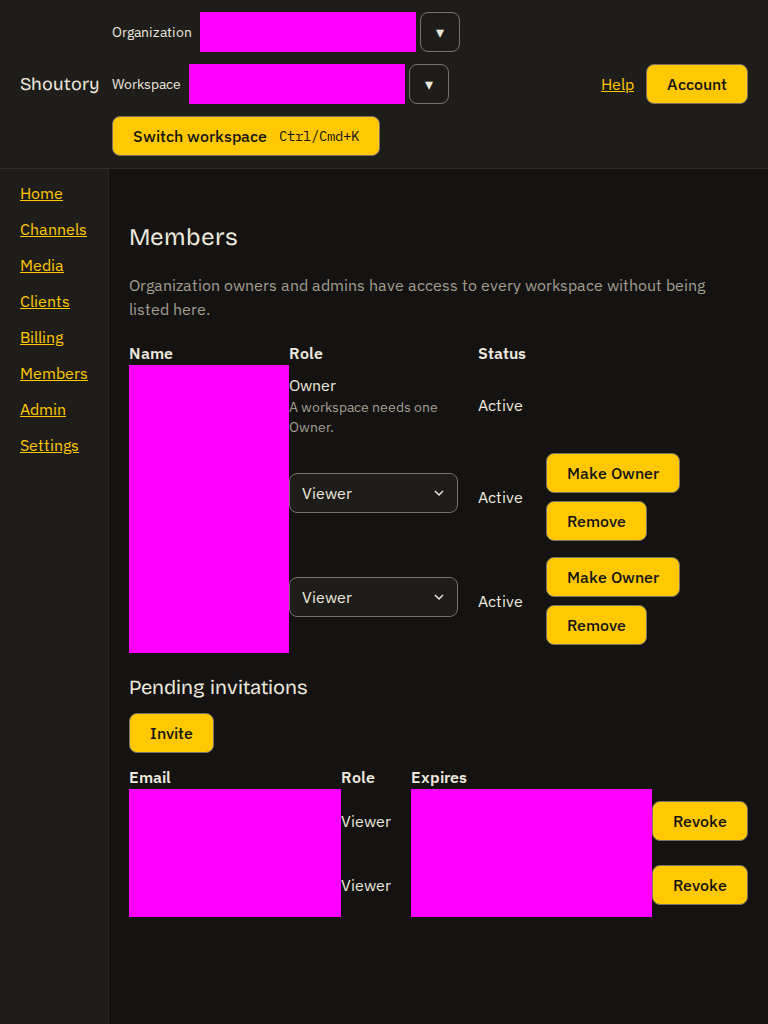 Organization ▼
Shoutory
Workspace ▼
Help
Account
Switch workspace Ctrl/Cmd+K
Home
Channels
Media
Clients
Billing
Members
Admin
Settings
Members
Organization owners and admins have access to every workspace without being
listed here.
Name Role Status
Owner
A workspace needs one
Owner.
Active
Viewer
Active
Make Owner
Remove
Viewer
Active
Make Owner
Remove
Pending invitations
Invite
Email Role Expires
Viewer Revoke
Viewer Revoke